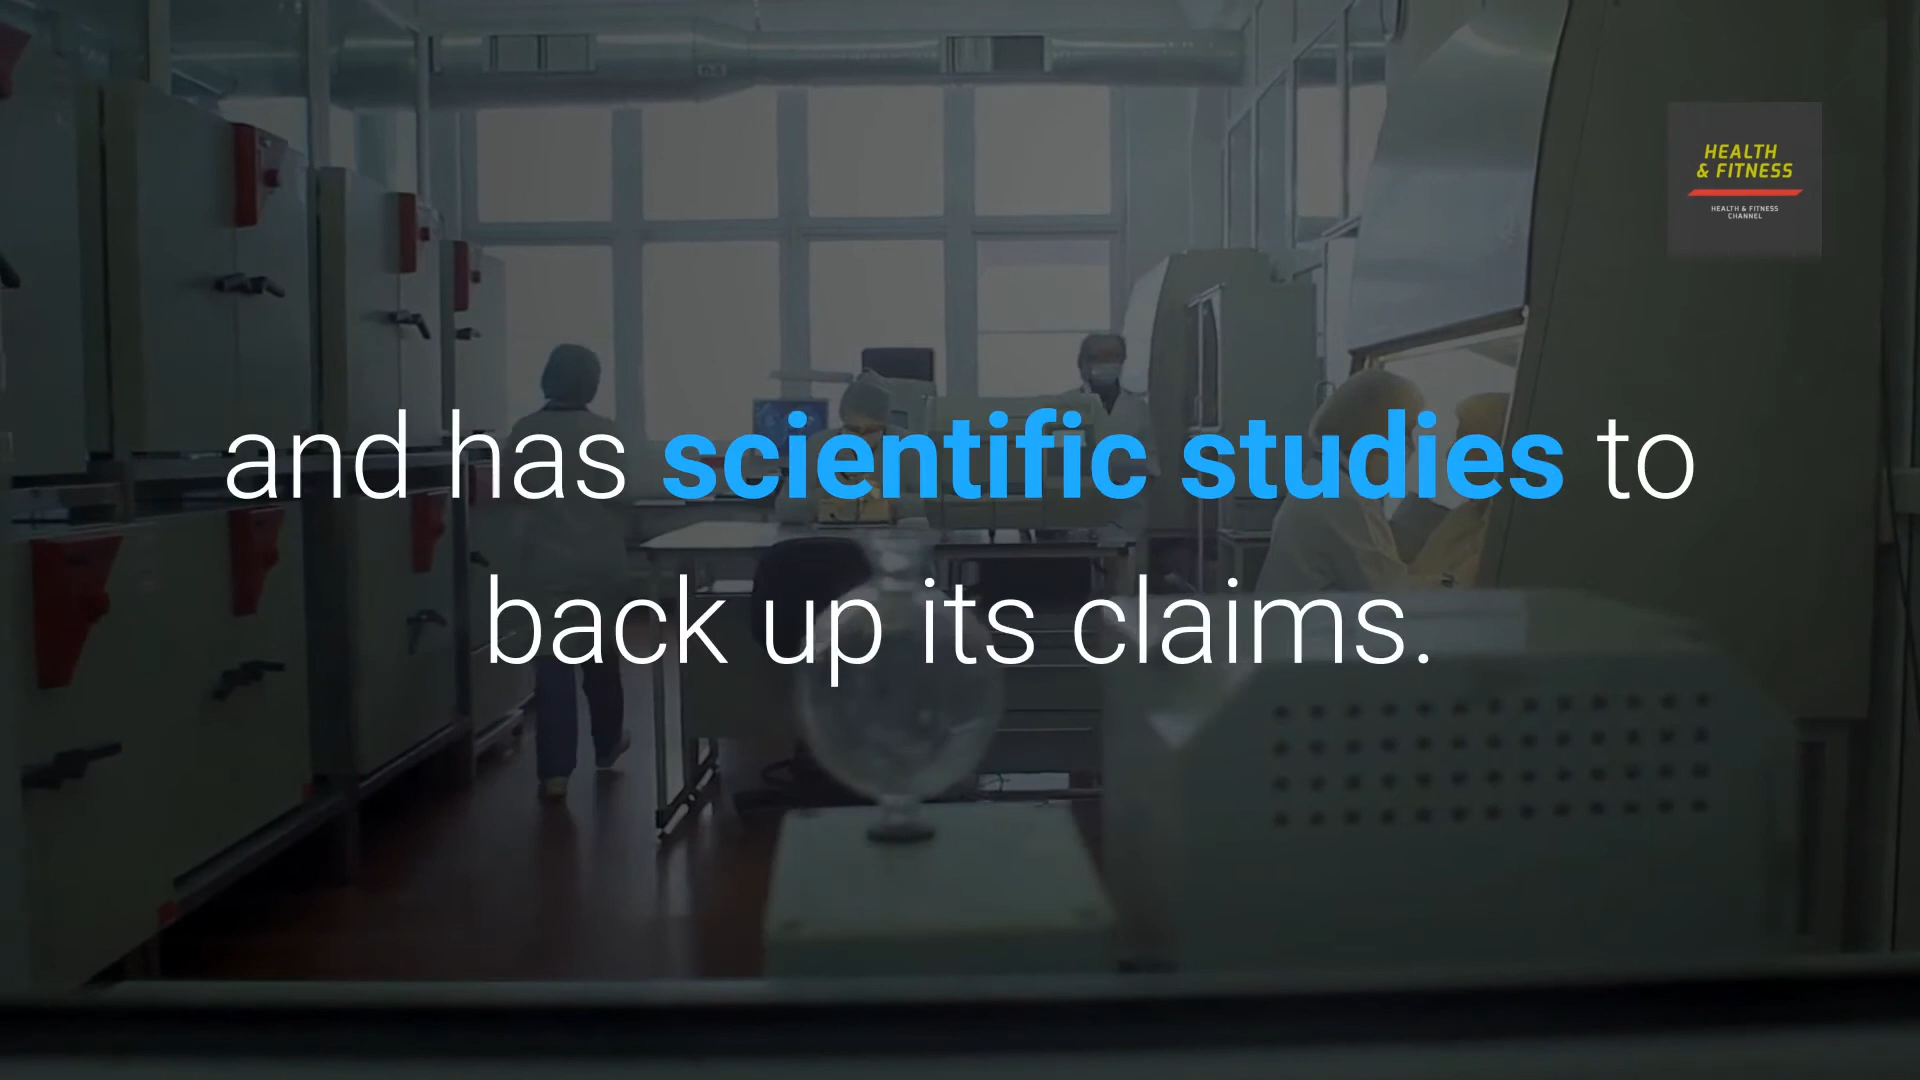 HEALTH
& FITNESS
HEALTH & FITNESS
CHANNEL
and has scientific studies to
back up its claims.